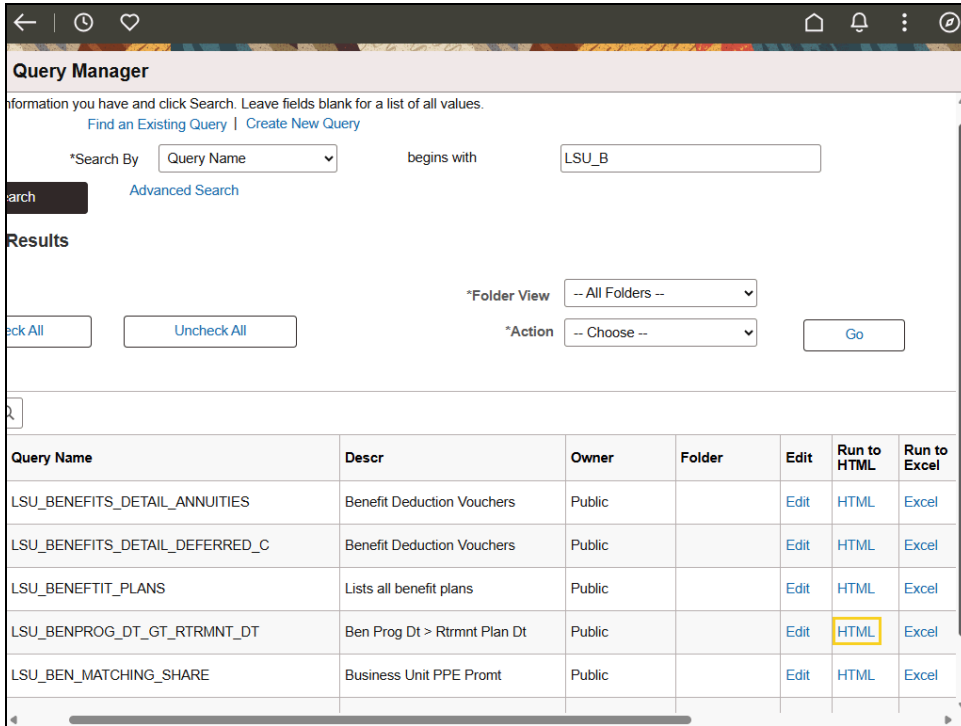 Query Manager
nformation you have and click Search. Leave fields blank for a list of all values.
Find an Existing Query | Create New Query
*Search By Query Name begins with LSU_B
earch Advanced Search
Results
*Folder View -- All Folders --
eck All Uncheck All *Action -- Choose -- Go
Query Name Descr Owner Folder Edit Run to HTML Run to Excel
LSU_BENEFITS_DETAIL_ANNUITIES Benefit Deduction Vouchers Public Edit HTML Excel
LSU_BENEFITS_DETAIL_DEFERRED_C Benefit Deduction Vouchers Public Edit HTML Excel
LSU_BENEFTIT_PLANS Lists all benefit plans Public Edit HTML Excel
LSU_BENPROG_DT_GT_RTRMNT_DT Ben Prog Dt > Rtrmnt Plan Dt Public Edit HTML Excel
LSU_BEN_MATCHING_SHARE Business Unit PPE Promt Public Edit HTML Excel